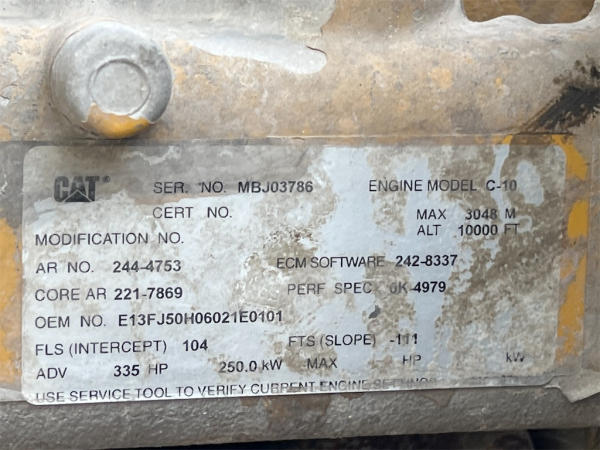 CAT® SER. NO. MBJ03786 ENGINE MODEL C-10
CERT NO. MAX 3048 M
MODIFICATION NO. ALT 10000 FT
AR NO. 244-4753 ECM SOFTWARE 242-8337
CORE AR 221-7869 PERF SPEC 0K-4979
OEM NO. E13FJ50H06021E0101
FLS (INTERCEPT) 104 FTS (SLOPE) -111
ADV 335 HP 250.0 kW MAX HP kW
USE SERVICE TOOL TO VERIFY CURRENT ENGINE SETTINGS